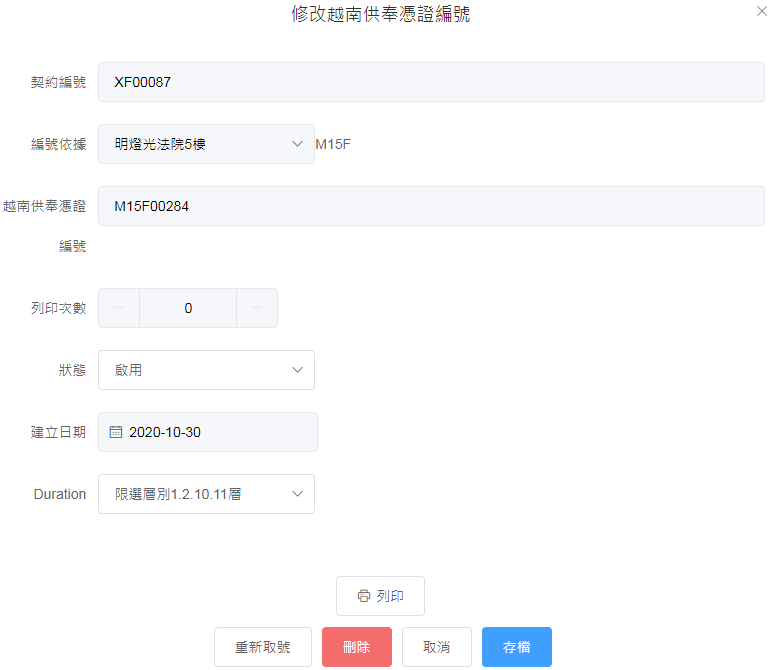 修改越南供奉憑證編號
契約編號 XF00087
編號依據 明燈光法院5樓 M15F
越南供奉憑證 M15F00284
編號
列印次數 0
狀態 啟用
建立日期 2020-10-30
Duration 限選層別1.2.10.11層
列印
重新取號 刪除 取消 存檔